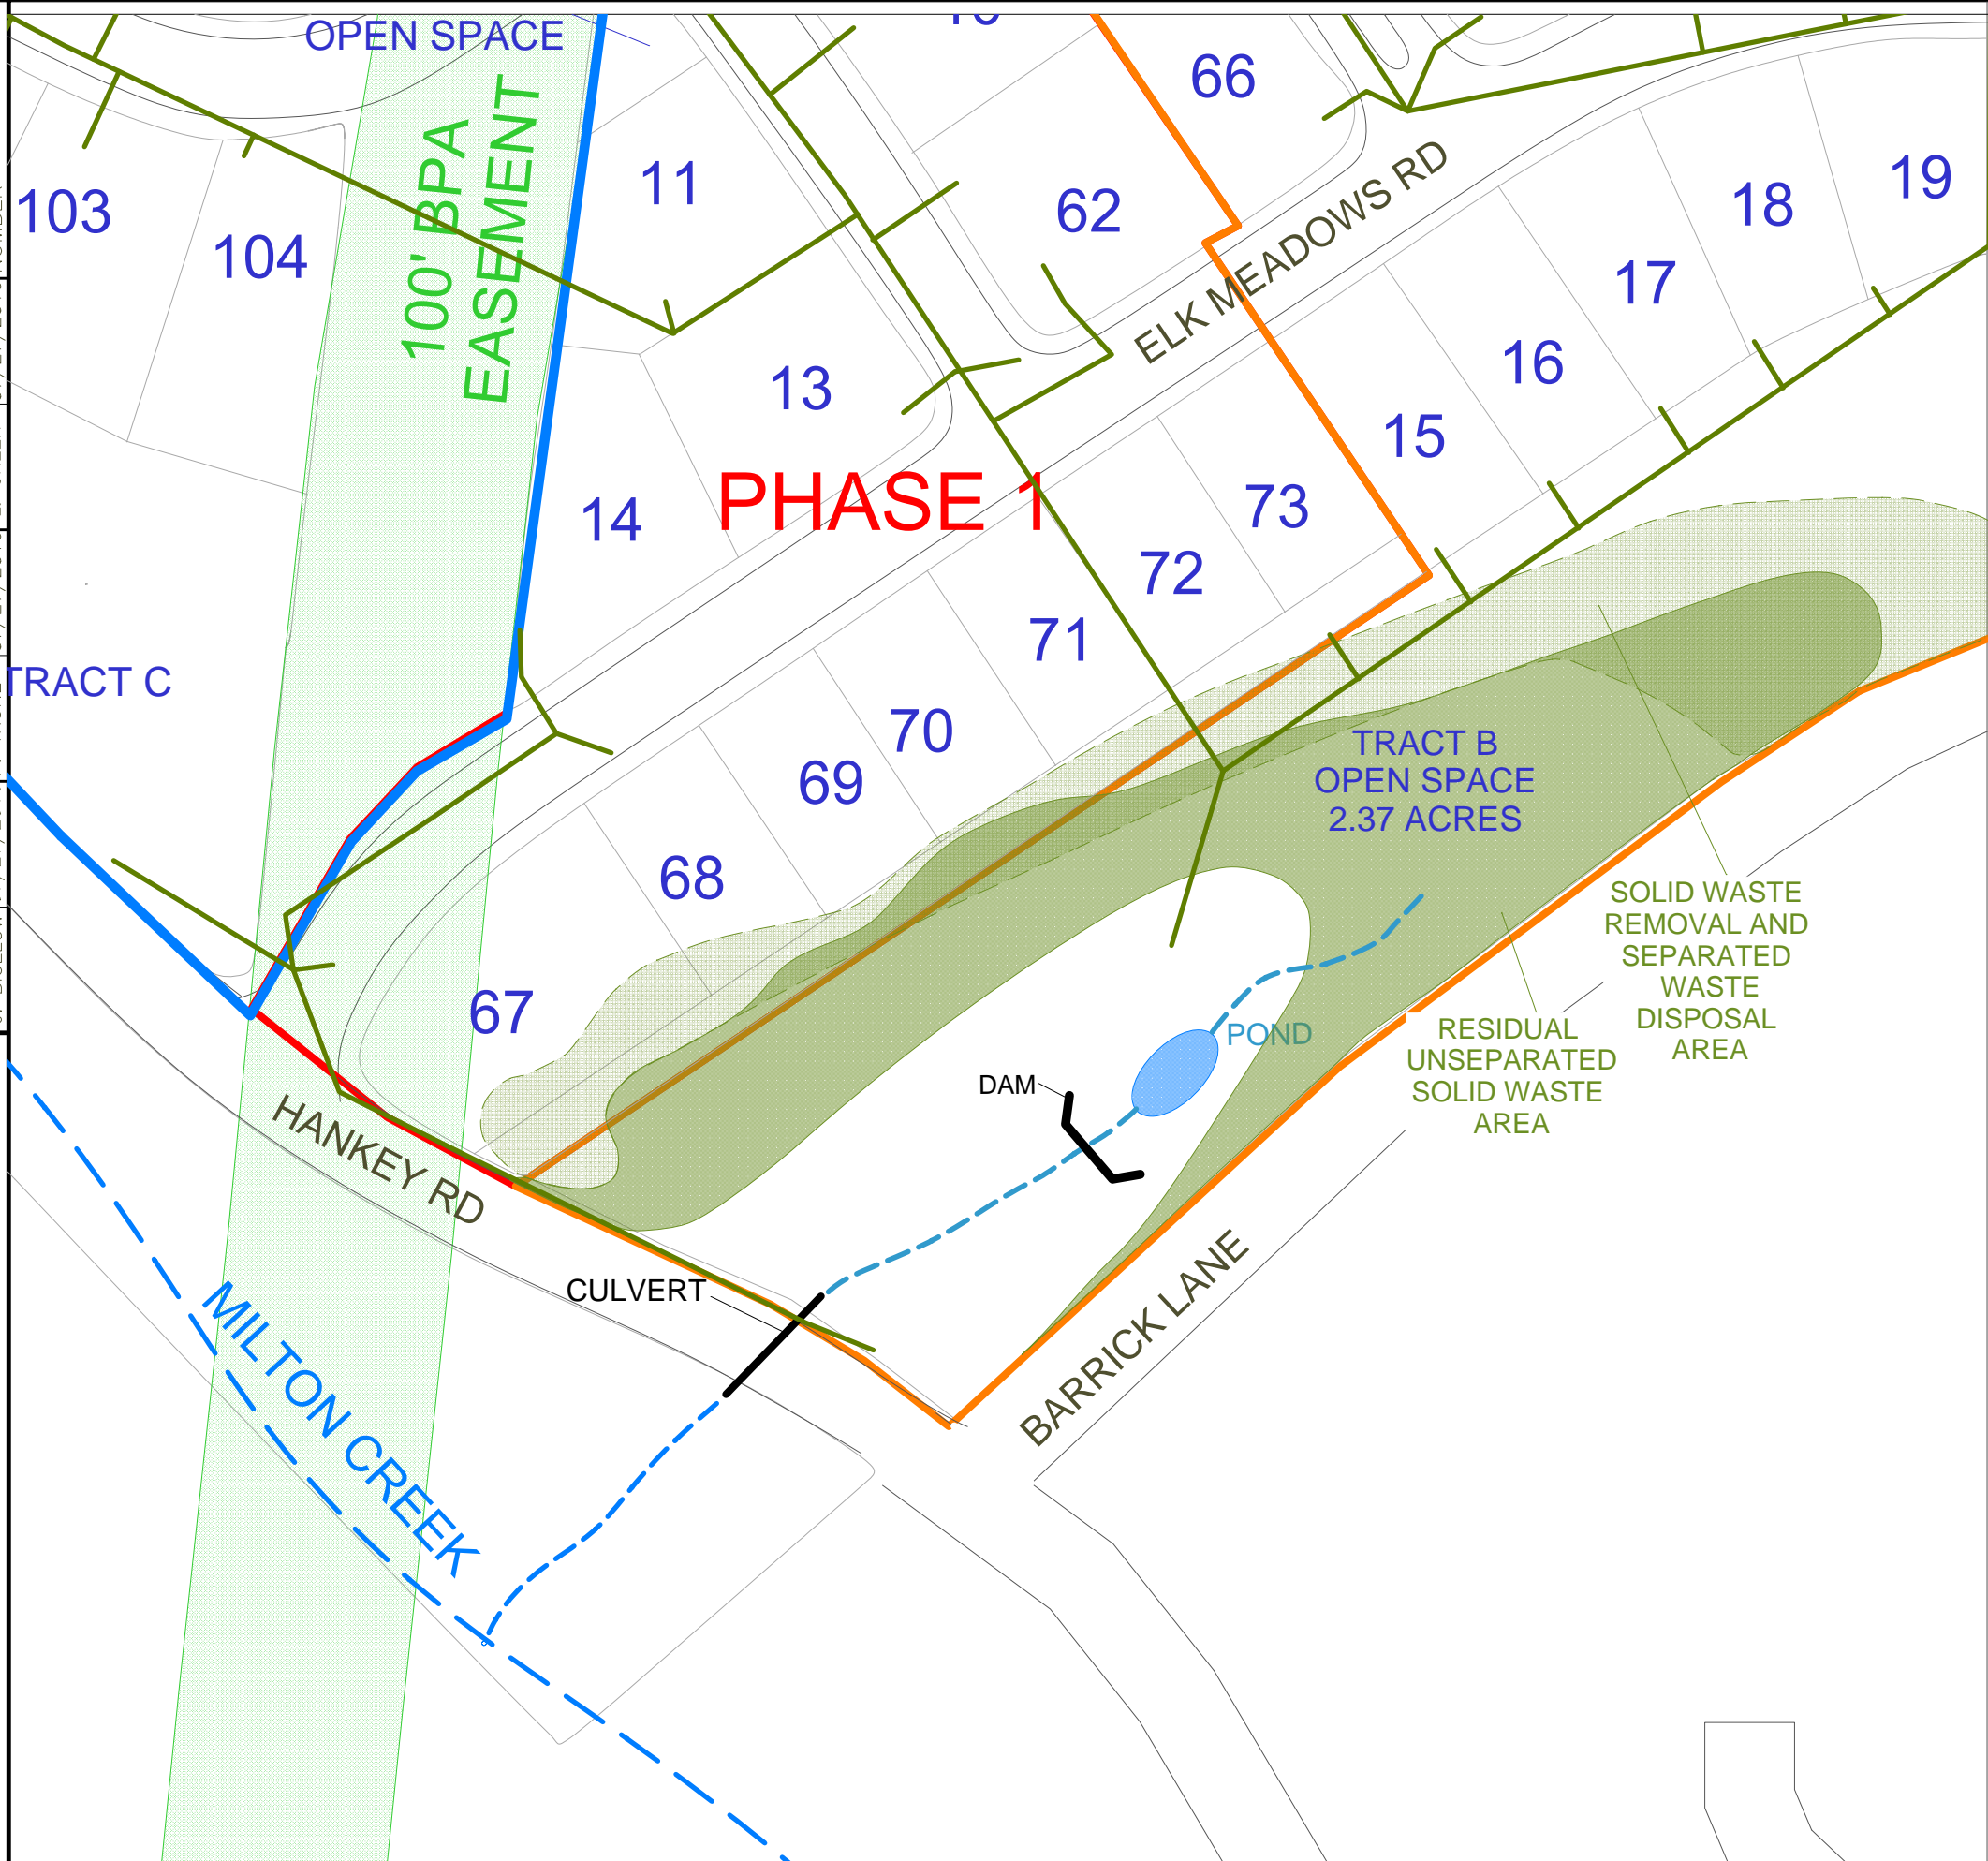 OPEN SPACE
66
11
103
104
62
18
19
17
100' BPA
EASEMENT
ELK MEADOWS RD
13
16
15
14
PHASE 1
73
72
71
TRACT C
70
69
68
67
TRACT B
OPEN SPACE
2.37 ACRES
SOLID WASTE
REMOVAL AND
SEPARATED
WASTE
DISPOSAL
AREA
RESIDUAL
UNSEPARATED
SOLID WASTE
AREA
POND
DAM
HANKEY RD
CULVERT
BARRICK LANE
MILTON CREEK